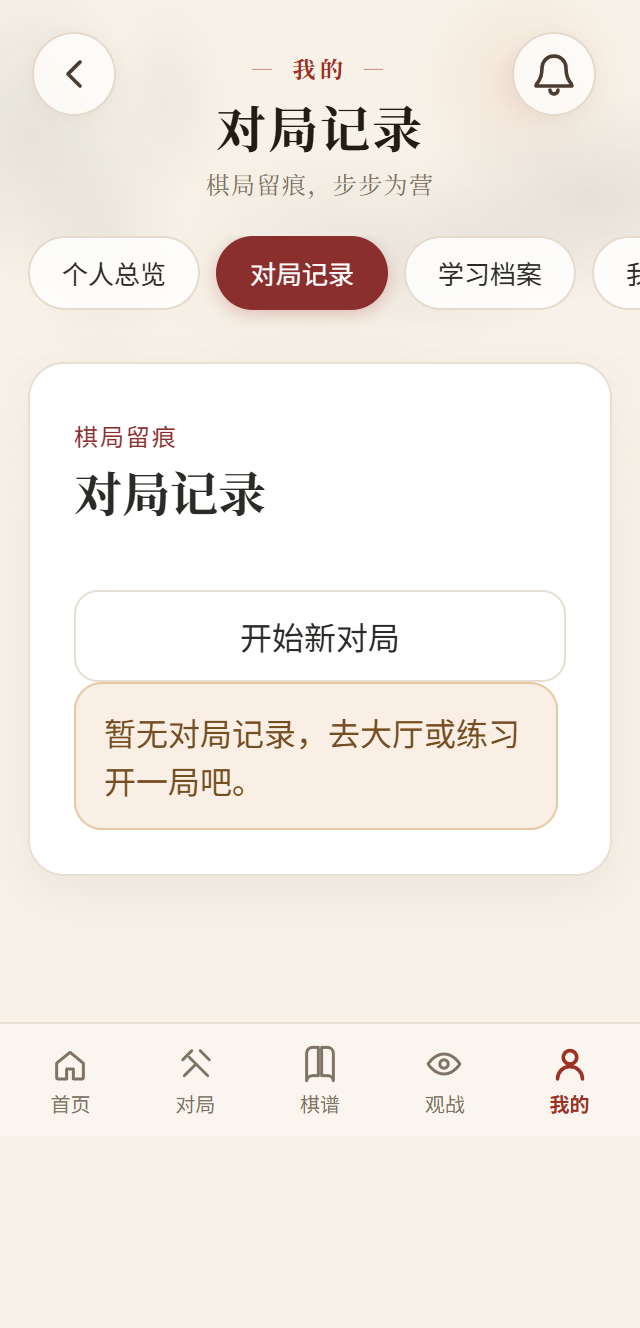 — 我的 —
对局记录
棋局留痕，步步为营
个人总览
对局记录
学习档案
棋局留痕
对局记录
开始新对局
暂无对局记录，去大厅或练习
开一局吧。
首页
对局
棋谱
观战
我的